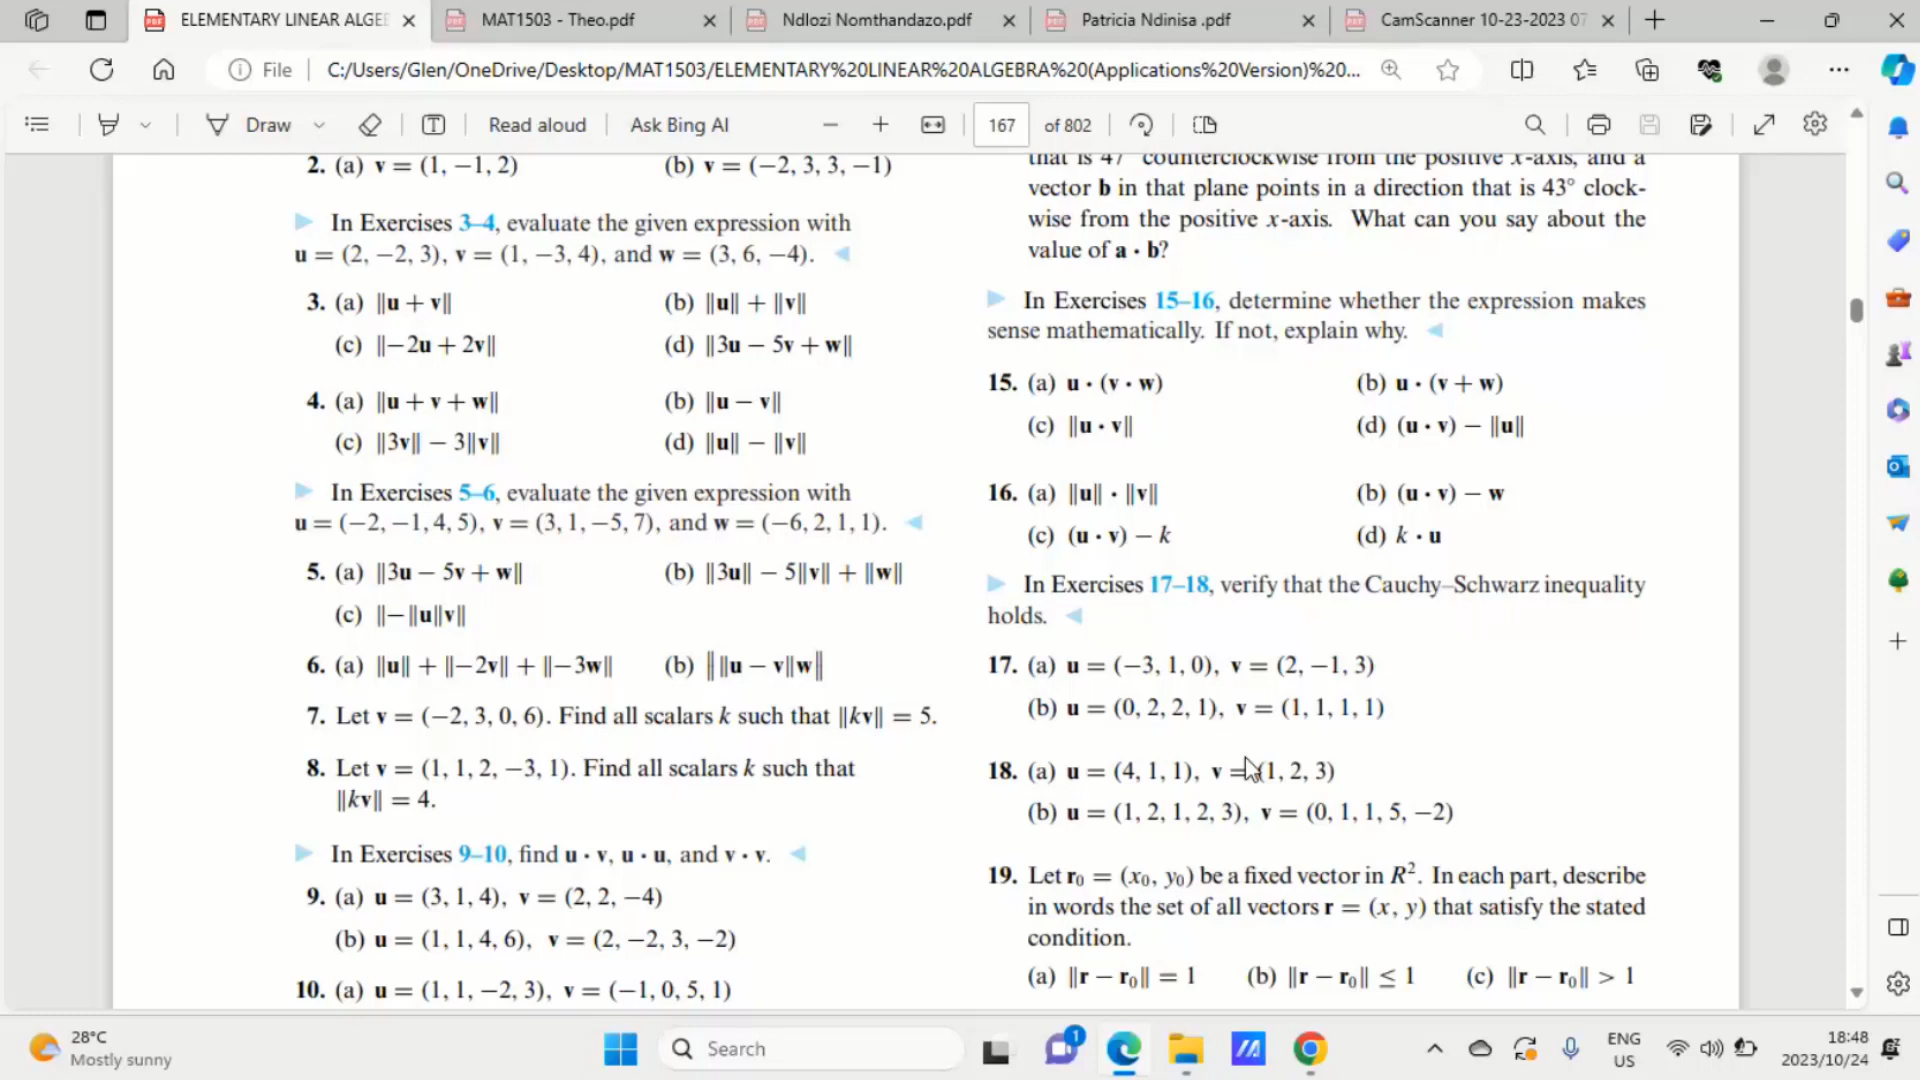 ELEMENTARY LINEAR ALGEE
MAT1503 - Theo.pdf
Ndlozi Nomthandazo.pdf
Patricia Ndinisa .pdf
CamScanner 10-23-2023 07
File
C:/Users/Glen/OneDrive/Desktop/MAT1503/ELEMENTARY%20LINEAR%20ALGEBRA%20(Applications%20Version)%20...
Draw
Read aloud
Ask Bing AI
167
of 802
2. (a) v = (1, −1, 2) (b) v = (−2, 3, 3, −1)
In Exercises 3–4, evaluate the given expression with
u = (2, −2, 3), v = (1, −3, 4), and w = (3, 6, −4).
3. (a) ‖u + v‖ (b) ‖u‖ + ‖v‖
(c) ‖−2u + 2v‖ (d) ‖3u − 5v + w‖
4. (a) ‖u + v + w‖ (b) ‖u − v‖
(c) ‖3v‖ − 3‖v‖ (d) ‖u‖ − ‖v‖
In Exercises 5–6, evaluate the given expression with
u = (−2, −1, 4, 5), v = (3, 1, −5, 7), and w = (−6, 2, 1, 1).
5. (a) ‖3u − 5v + w‖ (b) ‖3u‖ − 5‖v‖ + ‖w‖
(c) ‖−‖u‖v‖
6. (a) ‖u‖ + ‖−2v‖ + ‖−3w‖ (b) ‖‖u − v‖w‖
7. Let v = (−2, 3, 0, 6). Find all scalars k such that ‖kv‖ = 5.
8. Let v = (1, 1, 2, −3, 1). Find all scalars k such that
‖kv‖ = 4.
In Exercises 9–10, find u · v, u · u, and v · v.
9. (a) u = (3, 1, 4), v = (2, 2, −4)
(b) u = (1, 1, 4, 6), v = (2, −2, 3, −2)
10. (a) u = (1, 1, −2, 3), v = (−1, 0, 5, 1)
that is 47° counterclockwise from the positive x-axis, and a
vector b in that plane points in a direction that is 43° clock-
wise from the positive x-axis. What can you say about the
value of a · b?
In Exercises 15–16, determine whether the expression makes
sense mathematically. If not, explain why.
15. (a) u · (v · w) (b) u · (v + w)
(c) ‖u · v‖ (d) (u · v) − ‖u‖
16. (a) ‖u‖ · ‖v‖ (b) (u · v) − w
(c) (u · v) − k (d) k · u
In Exercises 17–18, verify that the Cauchy–Schwarz inequality
holds.
17. (a) u = (−3, 1, 0), v = (2, −1, 3)
(b) u = (0, 2, 2, 1), v = (1, 1, 1, 1)
18. (a) u = (4, 1, 1), v = (1, 2, 3)
(b) u = (1, 2, 1, 2, 3), v = (0, 1, 1, 5, −2)
19. Let r₀ = (x₀, y₀) be a fixed vector in R². In each part, describe
in words the set of all vectors r = (x, y) that satisfy the stated
condition.
(a) ‖r − r₀‖ = 1 (b) ‖r − r₀‖ ≤ 1 (c) ‖r − r₀‖ > 1
28°C
Mostly sunny
Search
1
ENG
US
18:48
2023/10/24